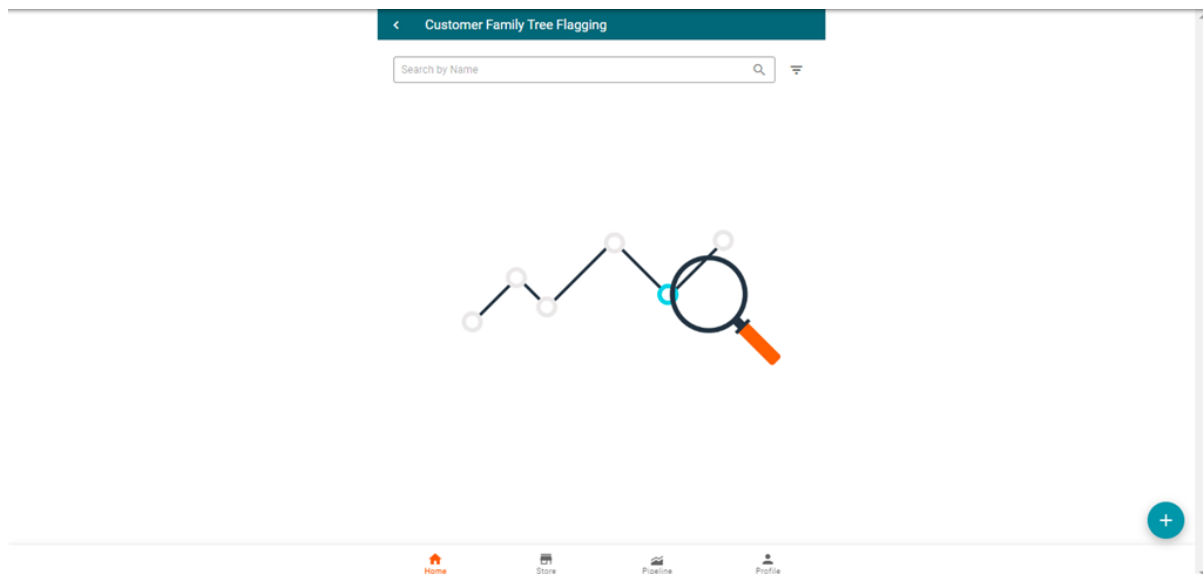 Customer Family Tree Flagging
Search by Name
Home
Store
Pipeline
Profile